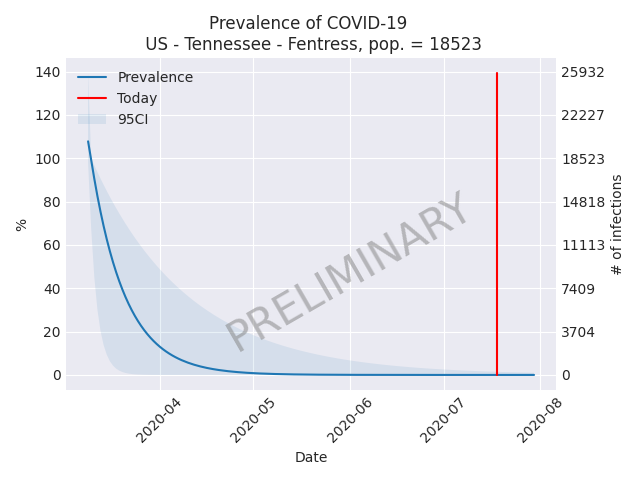 Prevalence of COVID-19
US - Tennessee - Fentress, pop. = 18523
140
120
100
80
60
40
20
0
%
Prevalence
Today
95CI
PRELIMINARY
25932
22227
18523
14818
11113
7409
3704
0
# of infections
2020-04
2020-05
2020-06
2020-07
2020-08
Date